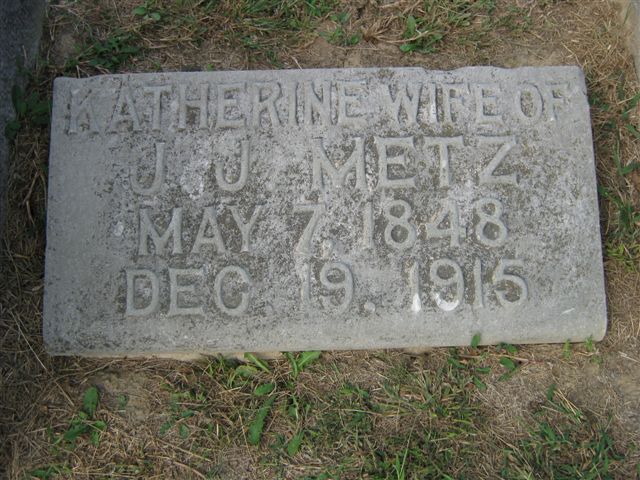 KATHERINE WIFE OF
J. J. METZ
MAY 7, 1848
DEC. 19, 1915